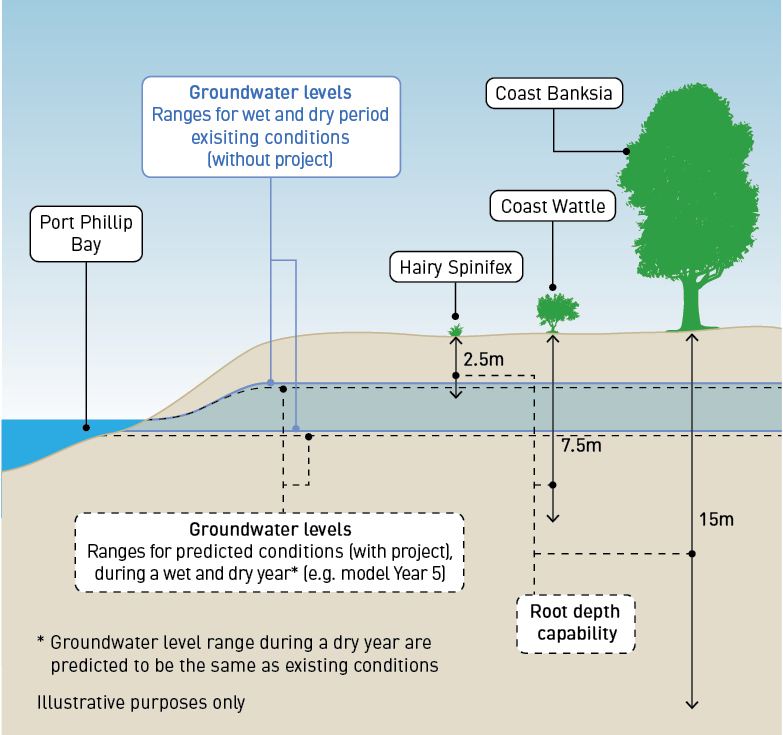 Groundwater levels
Ranges for wet and dry period
exisiting conditions
(without project)
Coast Banksia
Port Phillip
Bay
Coast Wattle
Hairy Spinifex
2.5m
7.5m
15m
Groundwater levels
Ranges for predicted conditions (with project),
during a wet and dry year* (e.g. model Year 5)
Root depth
capability
* Groundwater level range during a dry year are
predicted to be the same as existing conditions
Illustrative purposes only